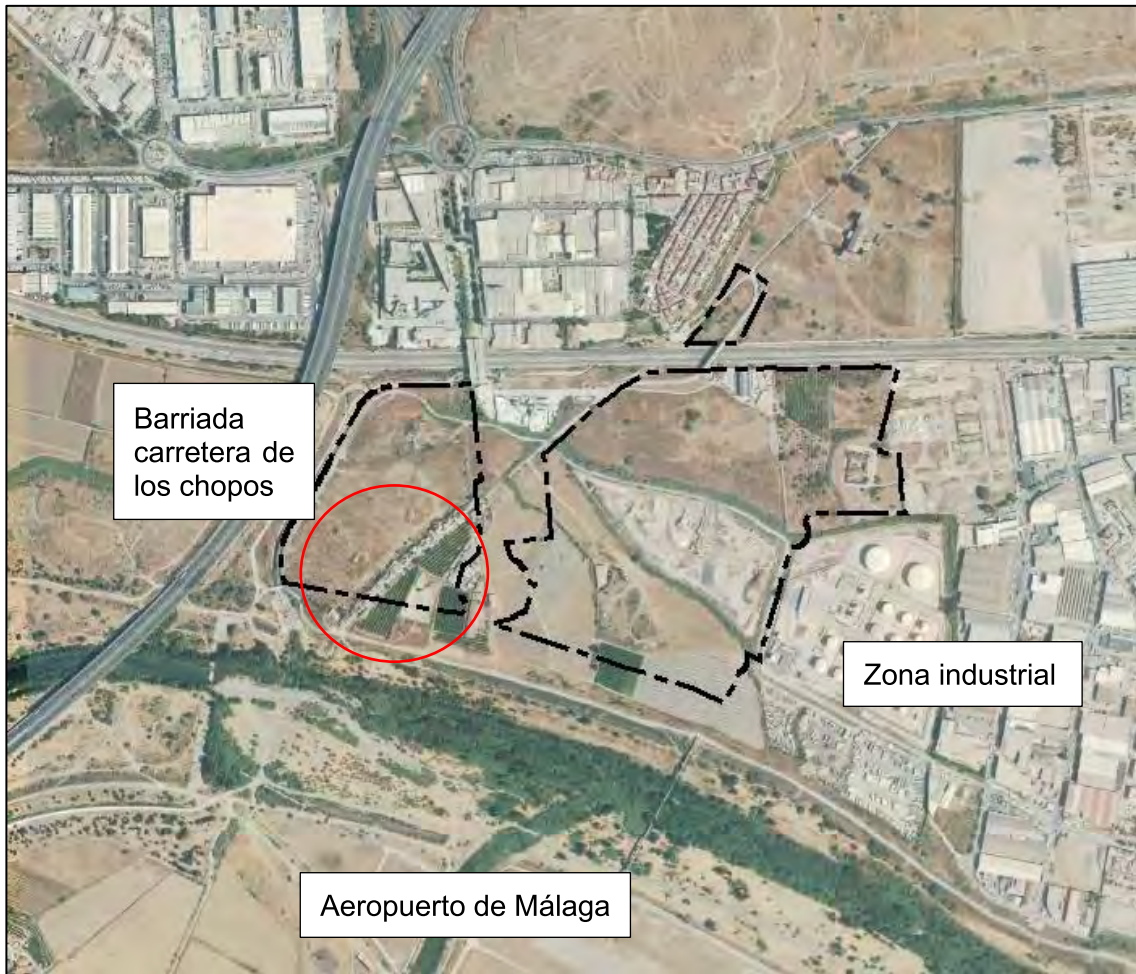 Barriada
carretera de
los chopos
Zona industrial
Aeropuerto de Málaga